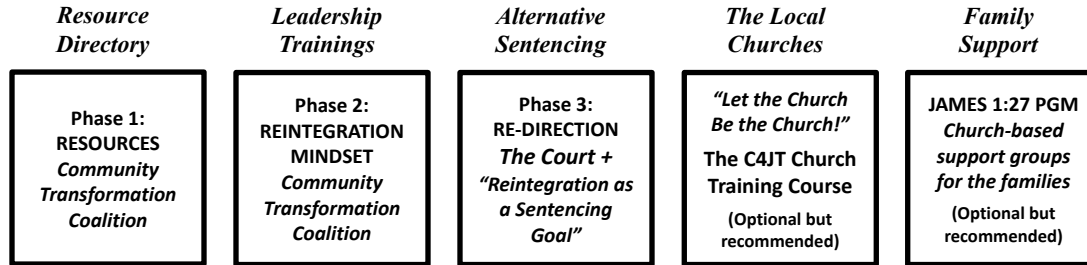 Resource
Directory
Phase 1:
RESOURCES
Community
Transformation
Coalition
Leadership
Trainings
Phase 2:
REINTEGRATION
MINDSET
Community
Transformation
Coalition
Alternative
Sentencing
Phase 3:
RE-DIRECTION
The Court +
“Reintegration as
a Sentencing
Goal”
The Local
Churches
“Let the Church
Be the Church!”
The C4JT Church
Training Course
(Optional but
recommended)
Family
Support
JAMES 1:27 PGM
Church-based
support groups
for the families
(Optional but
recommended)